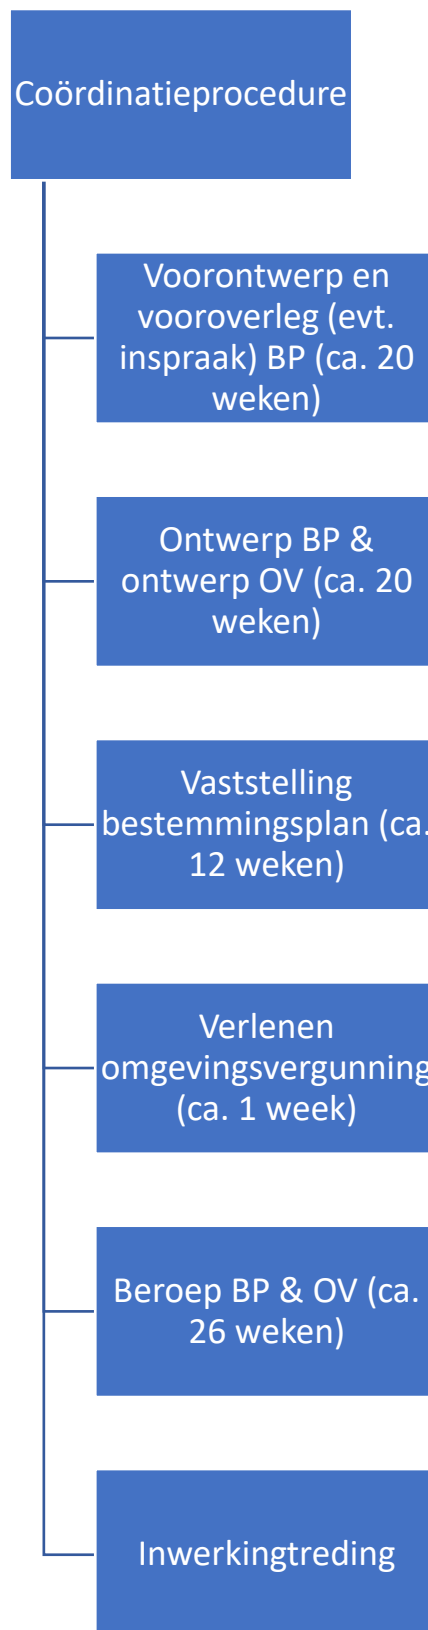 Coördinatieprocedure
Voorontwerp en
vooroverleg (evt.
inspraak) BP (ca. 20
weken)
Ontwerp BP &
ontwerp OV (ca. 20
weken)
Vaststelling
bestemmingsplan (ca.
12 weken)
Verlenen
omgevingsvergunning
(ca. 1 week)
Beroep BP & OV (ca.
26 weken)
Inwerkingtreding